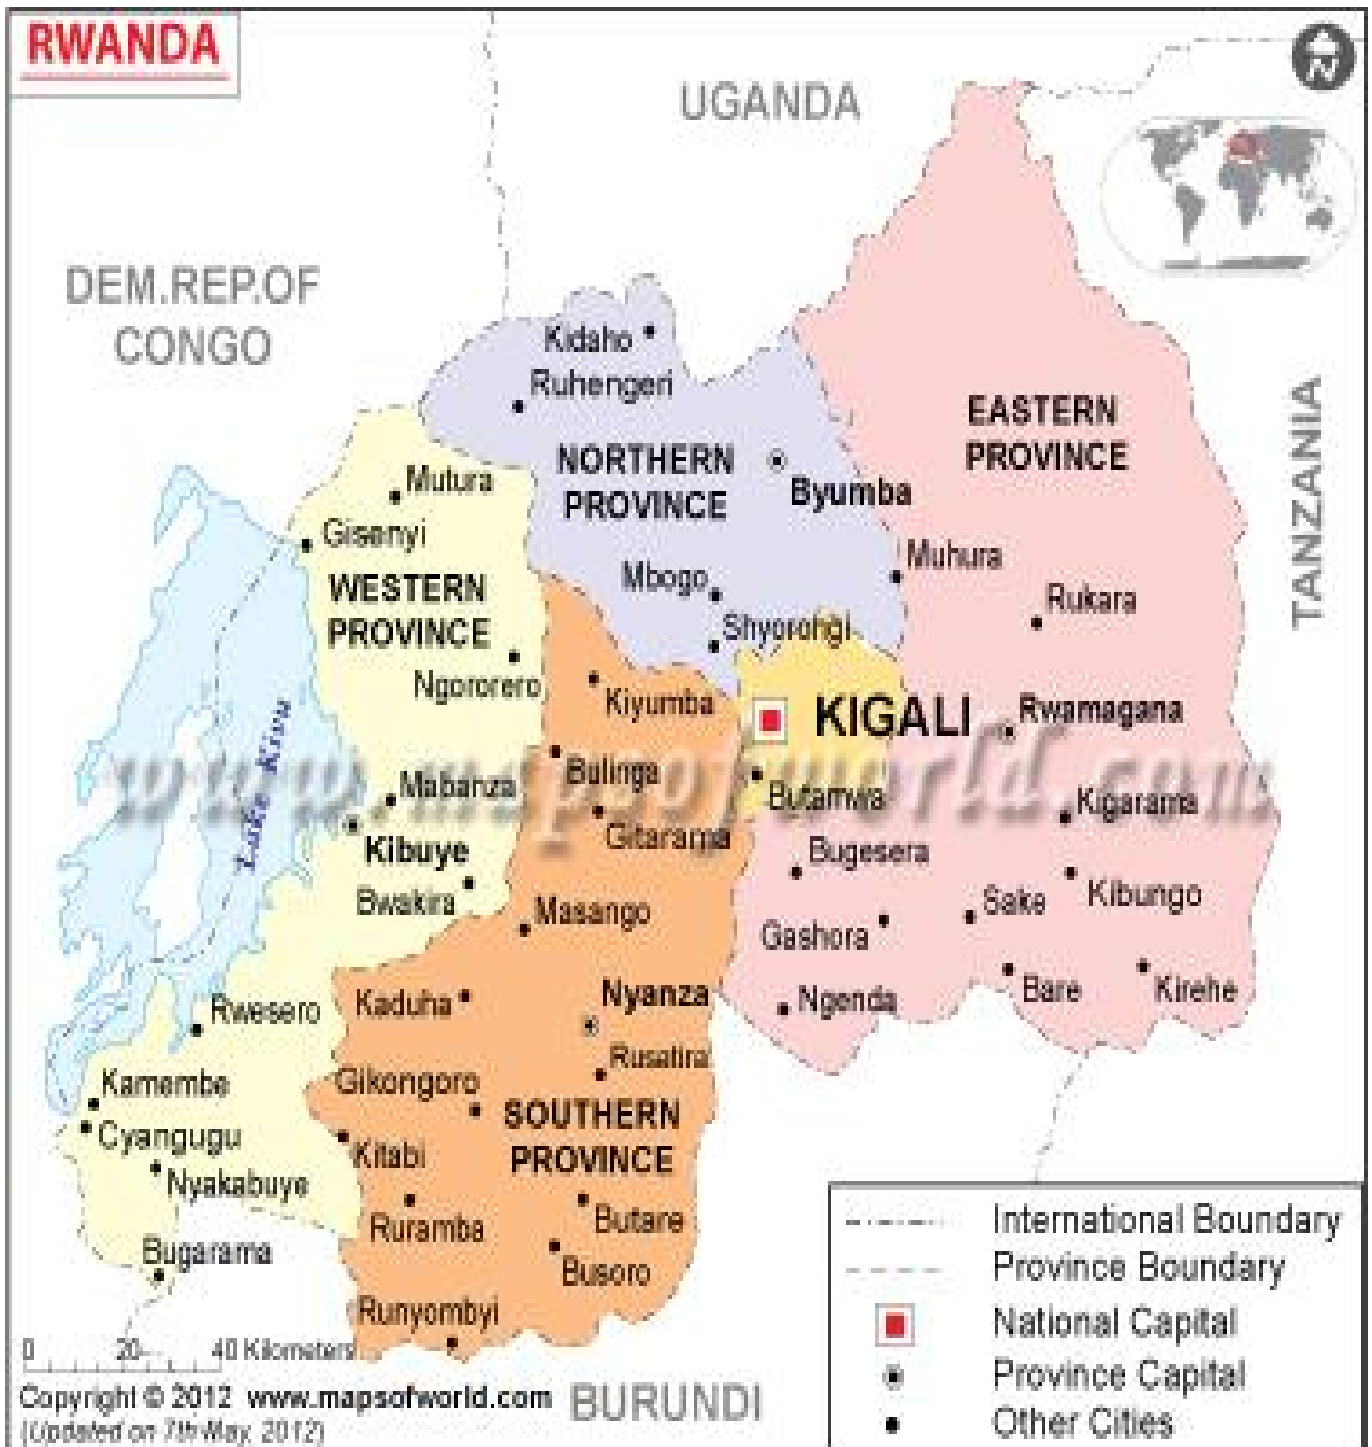 RWANDA
UGANDA
DEM.REP.OF
CONGO
TANZANIA
Kidaho
Ruhengeri
EASTERN
PROVINCE
NORTHERN
PROVINCE
Byumba
Mutura
Gisenyi
Muhura
WESTERN
PROVINCE
Mbogo
Rukara
Shyorongi
Ngororero
Kiyumba
KIGALI
Rwamagana
Lake Kivu
www.mapsofworld.com
Bulinga
Mabanza
Butamwa
Kigarama
Gitarama
Kibuye
Bugesera
Bwakira
Masango
Sake
Kibungo
Gashora
Kaduha
Nyanza
Ngenda
Bare
Kirehe
Rwesero
Rusatira
Kamembe
Gikongoro
SOUTHERN
PROVINCE
Cyangugu
Kitabi
Nyakabuye
Ruramba
Butare
Bugarama
Busoro
Runyombyi
International Boundary
Province Boundary
National Capital
Province Capital
Other Cities
0 20 40 Kilometers
Copyright © 2012 www.mapsofworld.com
(Updated on 7th May, 2012)
BURUNDI
N